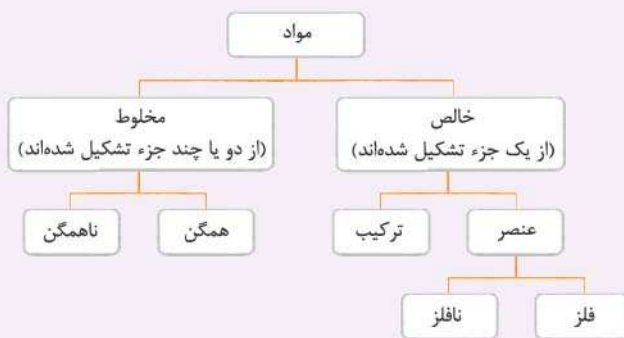 مواد
خالص
(از یک جزء تشکیل شده‌اند)
مخلوط
(از دو یا چند جزء تشکیل شده‌اند)
عنصر
ترکیب
همگن
ناهمگن
فلز
نافلز